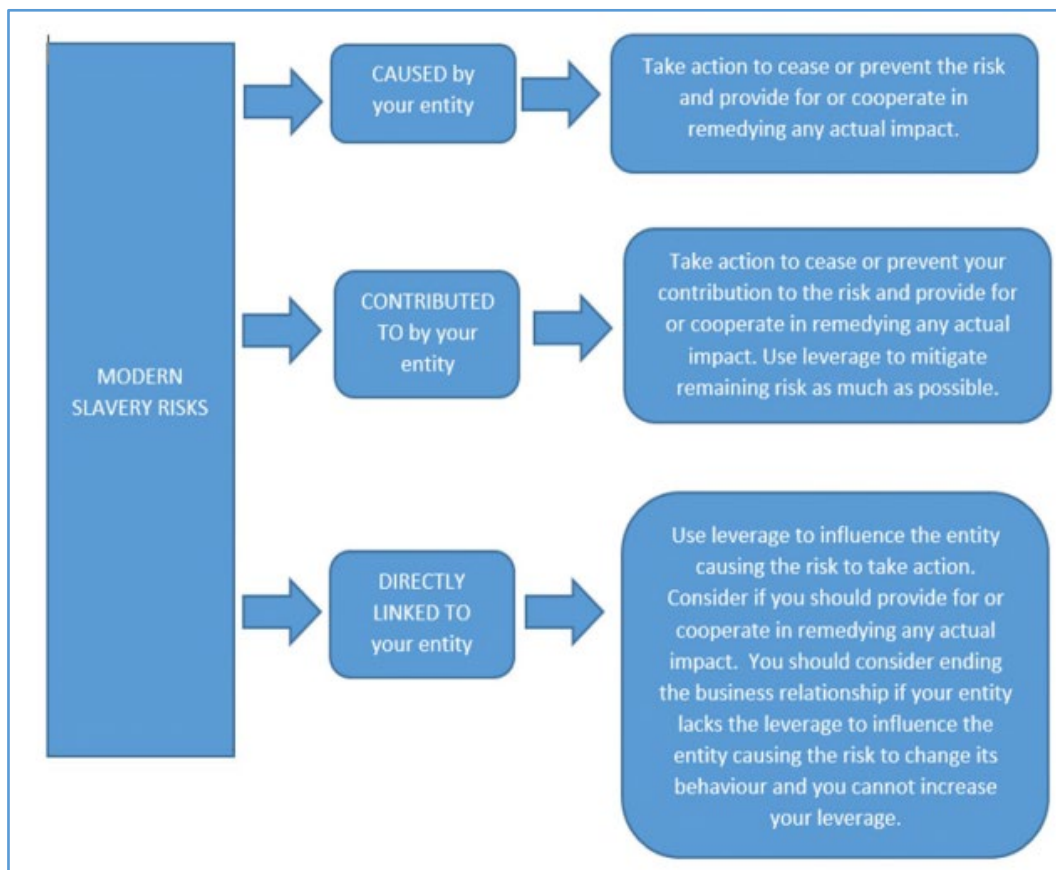 MODERN
SLAVERY RISKS
CAUSED by
your entity
Take action to cease or prevent the risk
and provide for or cooperate in
remedying any actual impact.
CONTRIBUTED
TO by your
entity
Take action to cease or prevent your
contribution to the risk and provide for
or cooperate in remedying any actual
impact. Use leverage to mitigate
remaining risk as much as possible.
DIRECTLY
LINKED TO
your entity
Use leverage to influence the entity
causing the risk to take action.
Consider if you should provide for or
cooperate in remedying any actual
impact. You should consider ending
the business relationship if your entity
lacks the leverage to influence the
entity causing the risk to change its
behaviour and you cannot increase
your leverage.